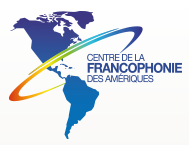 CENTRE DE LA
FRANCOPHONIE
DES AMÉRIQUES